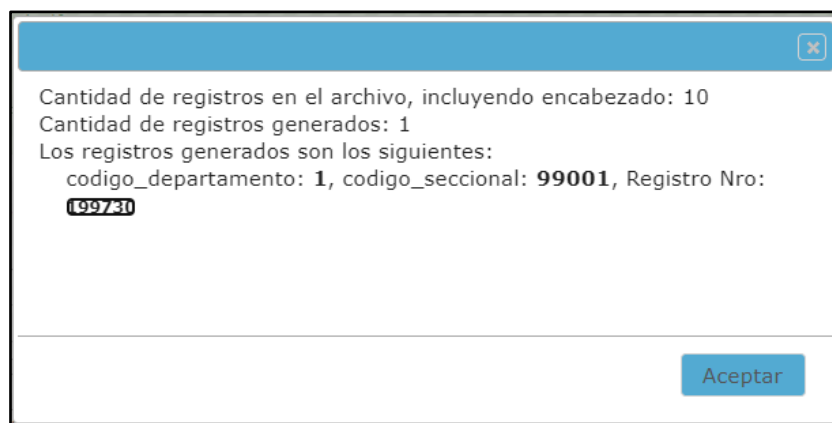 Cantidad de registros en el archivo, incluyendo encabezado: 10
Cantidad de registros generados: 1
Los registros generados son los siguientes:
codigo_departamento: 1, codigo_seccional: 99001, Registro Nro:
199730
Aceptar